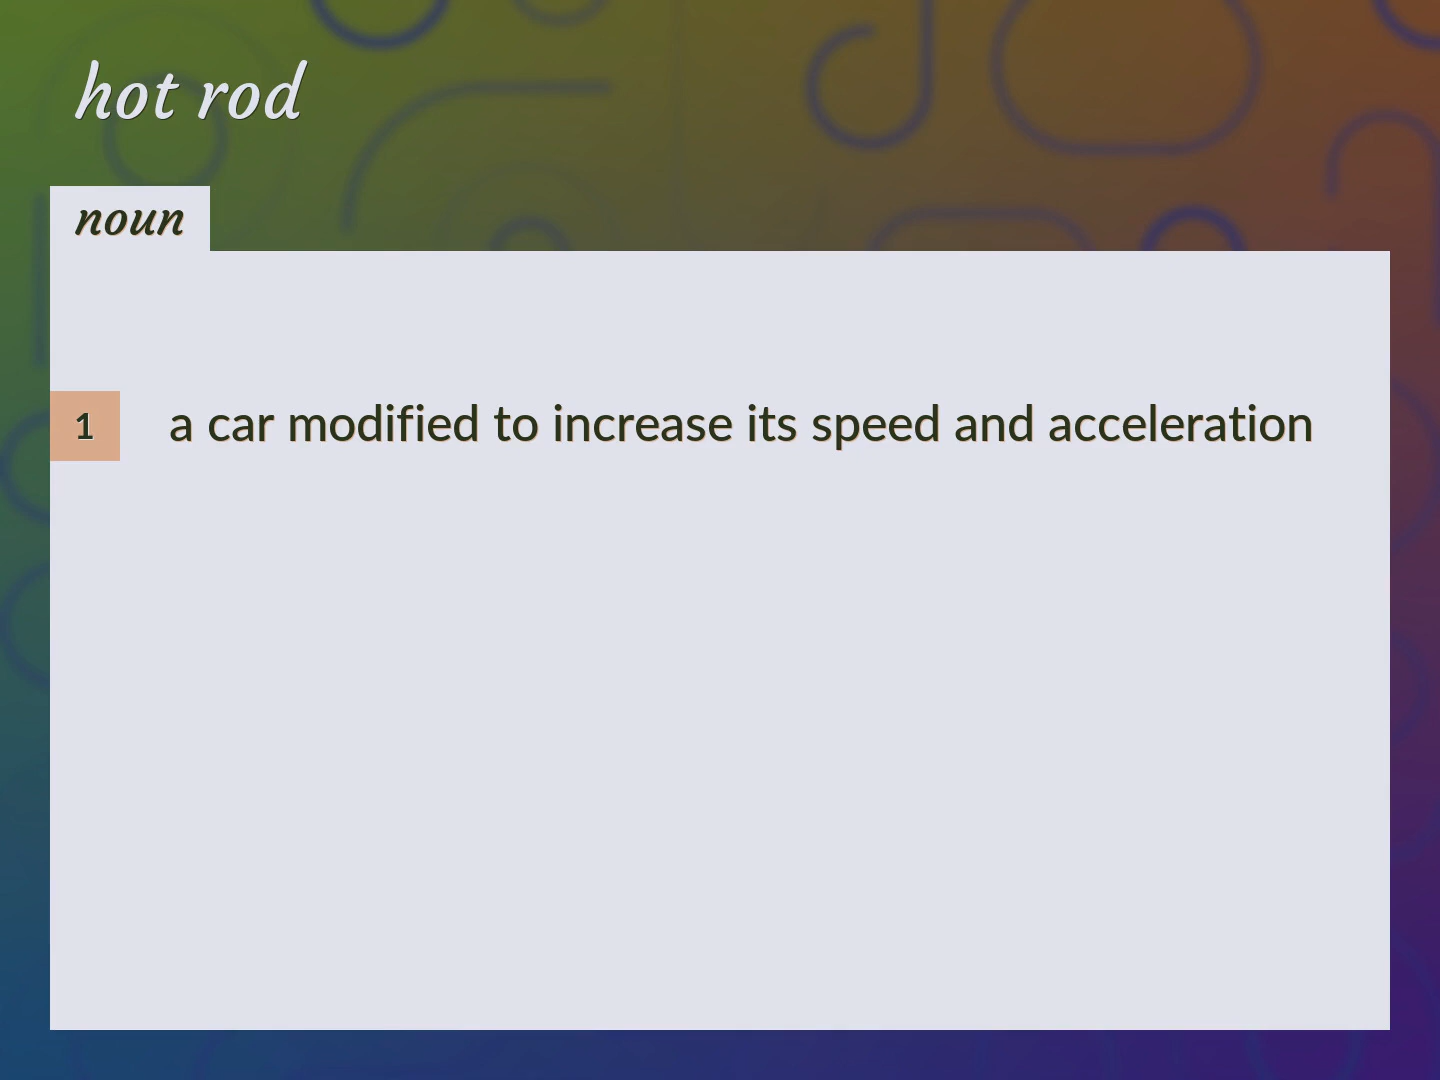 hot rod
noun
1 a car modified to increase its speed and acceleration